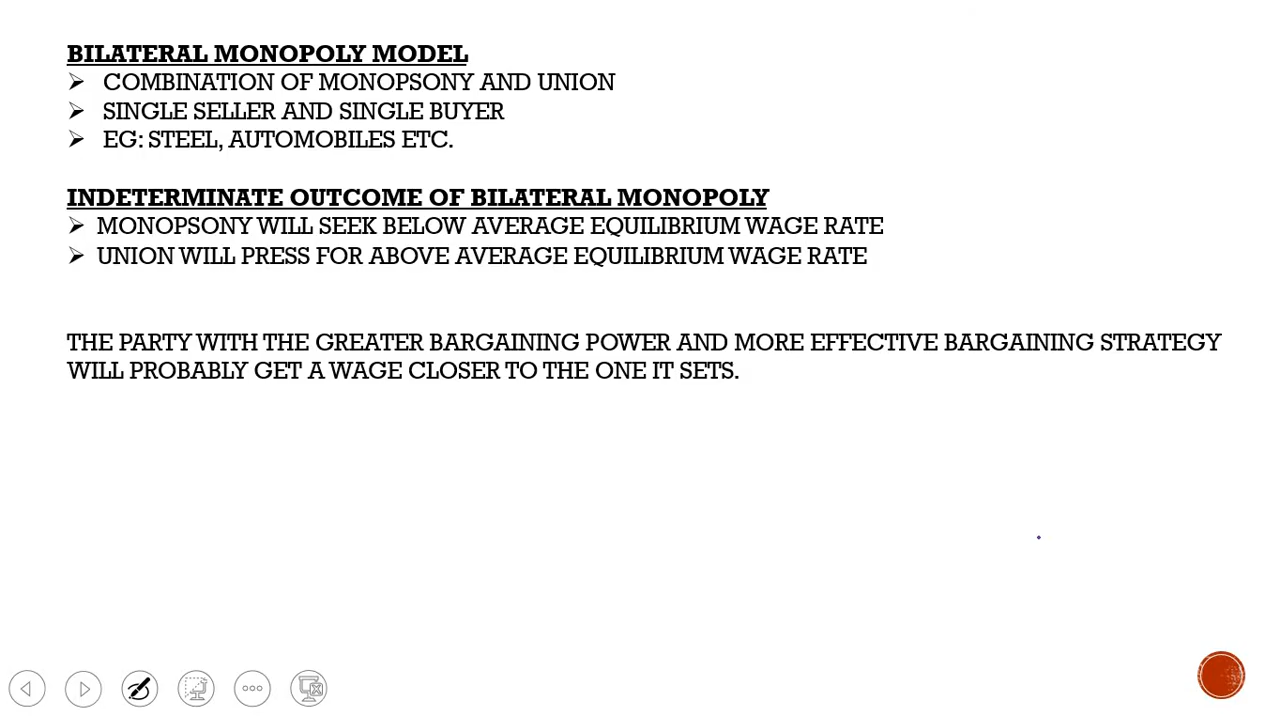 BILATERAL MONOPOLY MODEL
➢ COMBINATION OF MONOPSONY AND UNION
➢ SINGLE SELLER AND SINGLE BUYER
➢ EG: STEEL, AUTOMOBILES ETC.
INDETERMINATE OUTCOME OF BILATERAL MONOPOLY
➢ MONOPSONY WILL SEEK BELOW AVERAGE EQUILIBRIUM WAGE RATE
➢ UNION WILL PRESS FOR ABOVE AVERAGE EQUILIBRIUM WAGE RATE
THE PARTY WITH THE GREATER BARGAINING POWER AND MORE EFFECTIVE BARGAINING STRATEGY
WILL PROBABLY GET A WAGE CLOSER TO THE ONE IT SETS.